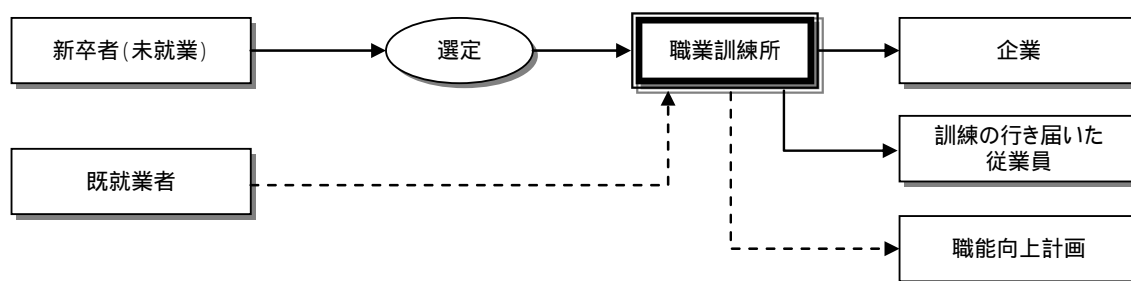 新卒者(未就業)
選定
職業訓練所
企業
訓練の行き届いた
従業員
既就業者
職能向上計画